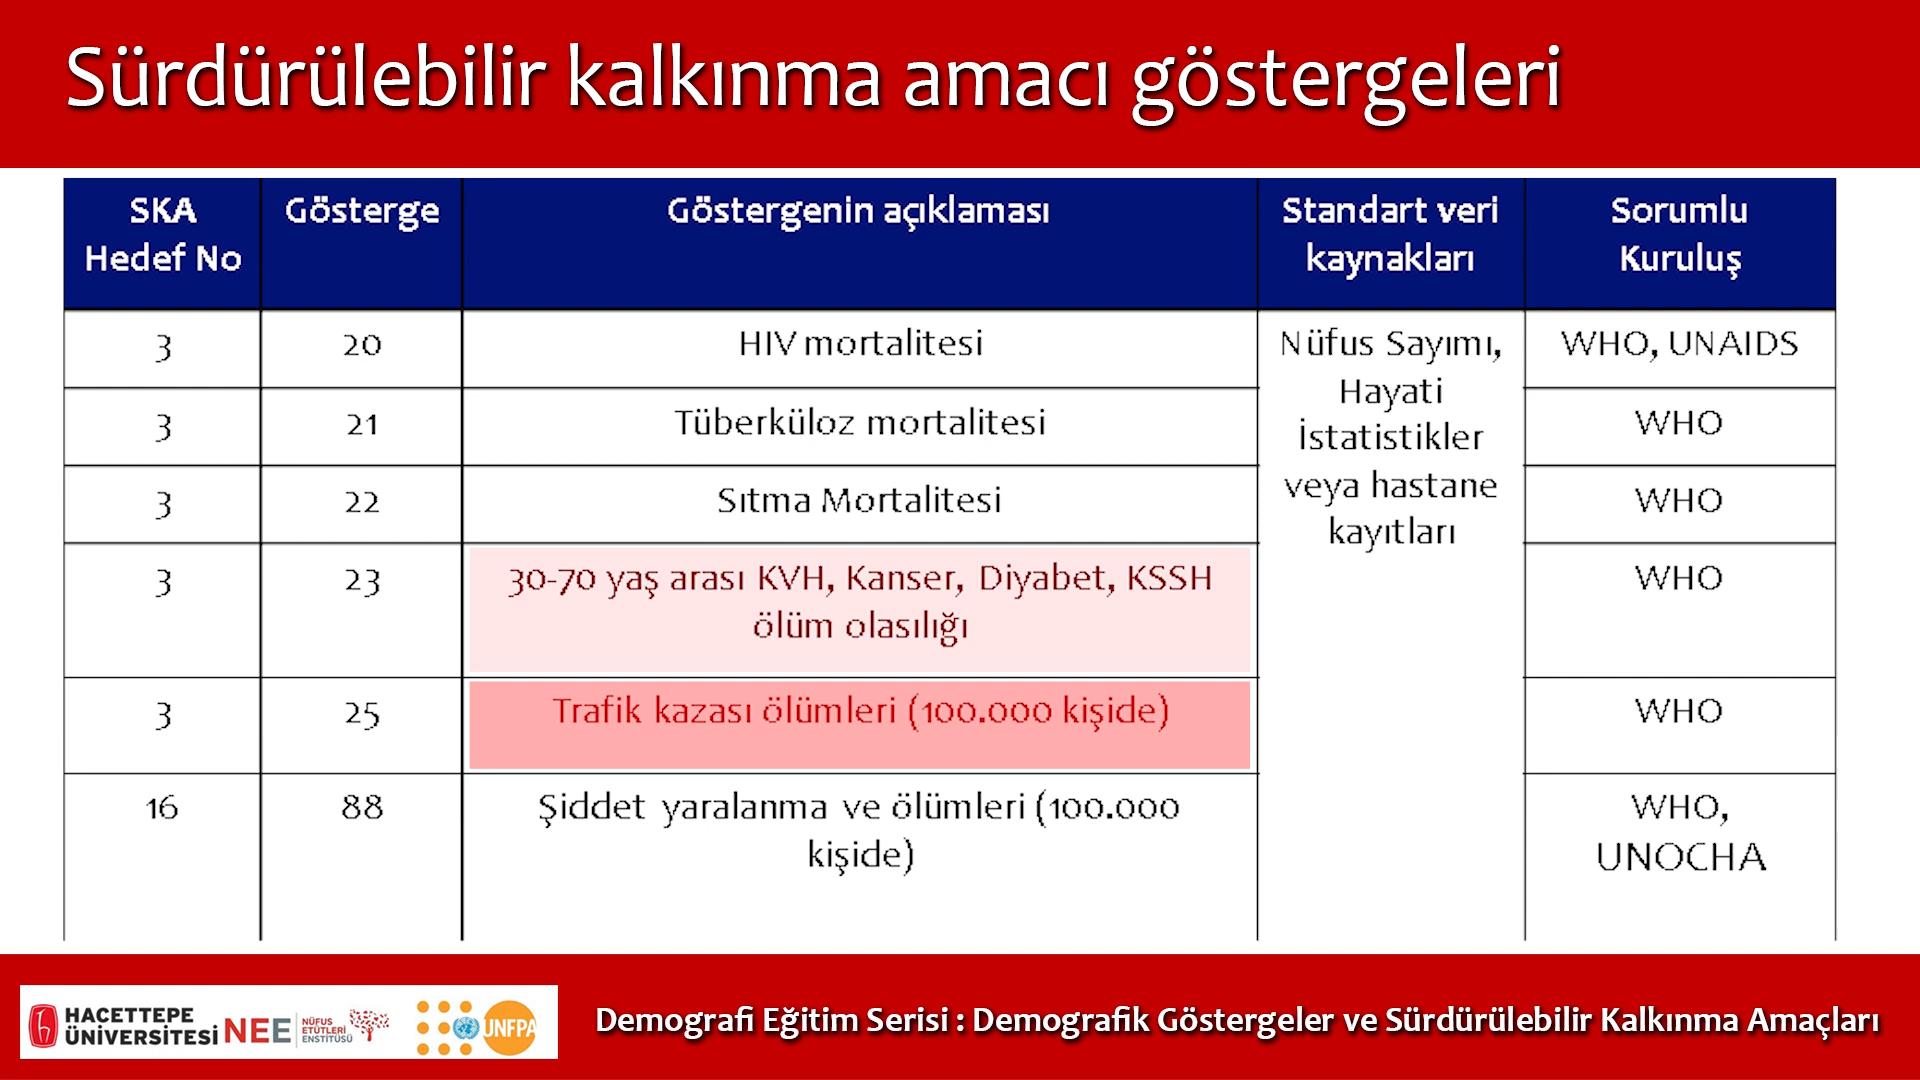 Sürdürülebilir kalkınma amacı göstergeleri
SKA Hedef No | Gösterge | Göstergenin açıklaması | Standart veri kaynakları | Sorumlu Kuruluş
3 | 20 | HIV mortalitesi | Nüfus Sayımı, Hayati İstatistikler veya hastane kayıtları | WHO, UNAIDS
3 | 21 | Tüberküloz mortalitesi | WHO
3 | 22 | Sıtma Mortalitesi | WHO
3 | 23 | 30-70 yaş arası KVH, Kanser, Diyabet, KSSH ölüm olasılığı | WHO
3 | 25 | Trafik kazası ölümleri (100.000 kişide) | WHO
16 | 88 | Şiddet yaralanma ve ölümleri (100.000 kişide) | WHO, UNOCHA
HACETTEPE
ÜNİVERSİTESİ
NEE
NÜFUS
ETÜTLERİ
ENSTİTÜSÜ
UNFPA
Demografi Eğitim Serisi : Demografik Göstergeler ve Sürdürülebilir Kalkınma Amaçları